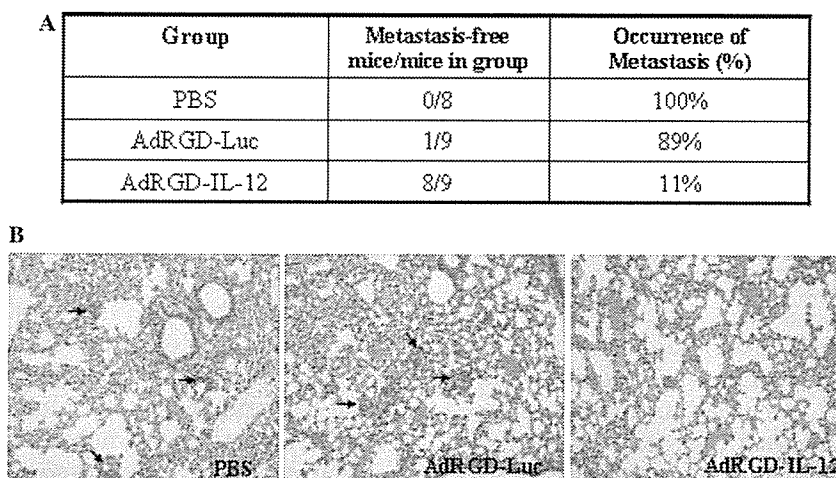 A
Group Metastasis-free mice/mice in group Occurrence of Metastasis (%)
PBS 0/8 100%
AdRGD-Luc 1/9 89%
AdRGD-IL-12 8/9 11%
B
PBS AdRGD-Luc AdRGD-IL-12